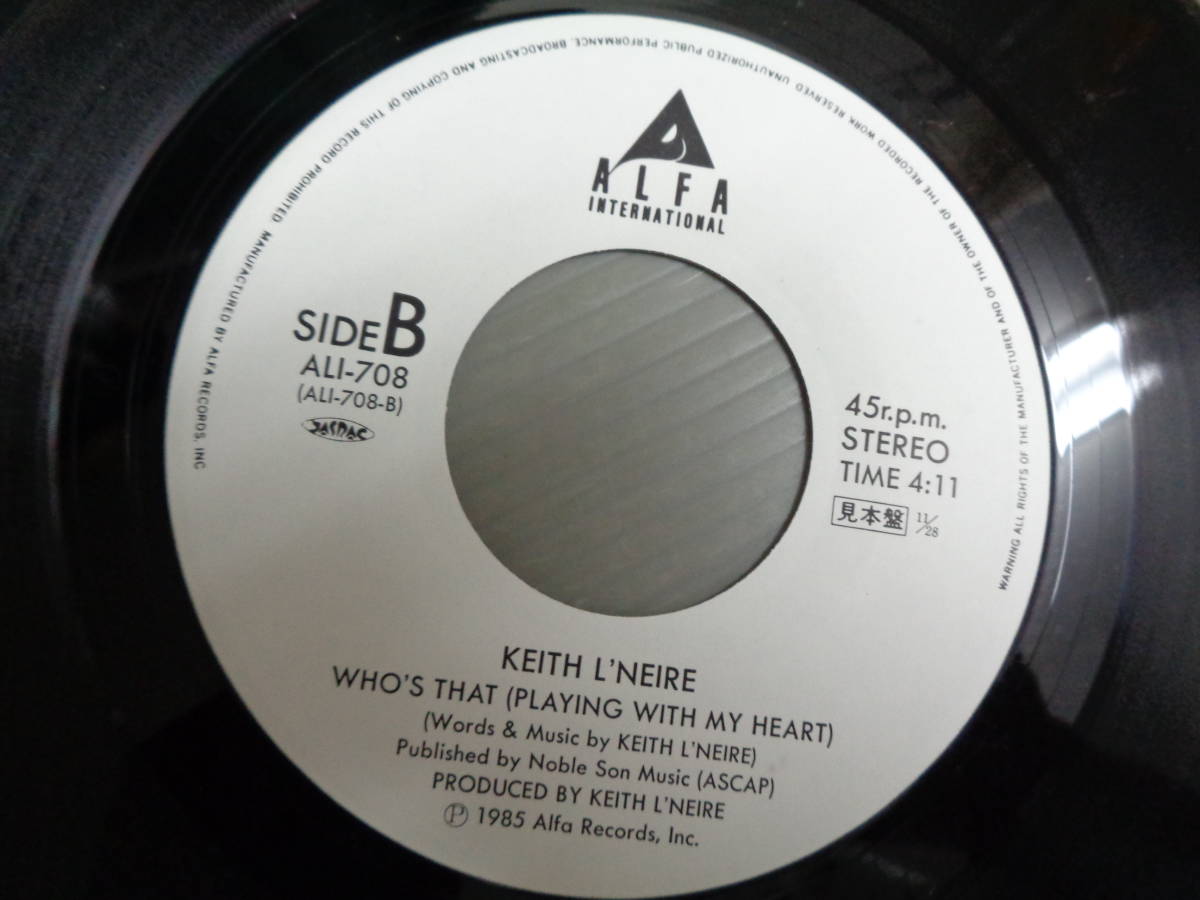 WARNING ALL RIGHTS OF THE MANUFACTURER AND OF THE OWNER OF THE RECORDED WORK RESERVED UNAUTHORIZED PUBLIC PERFORMANCE, BROADCASTING AND COPYING OF THIS RECORD PROHIBITED MANUFACTURED BY ALFA RECORDS, INC
ALFA
INTERNATIONAL
SIDE B
ALI-708
(ALI-708-B)
JASRAC
45r.p.m.
STEREO
TIME 4:11
見本盤 11/28
KEITH L'NEIRE
WHO'S THAT (PLAYING WITH MY HEART)
(Words & Music by KEITH L'NEIRE)
Published by Noble Son Music (ASCAP)
PRODUCED BY KEITH L'NEIRE
Ⓟ 1985 Alfa Records, Inc.